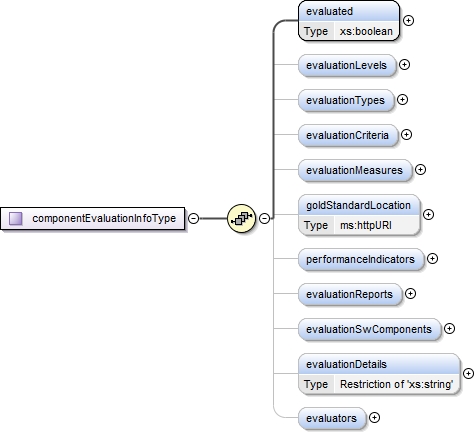 evaluated
Type xs:boolean
evaluationLevels
evaluationTypes
evaluationCriteria
evaluationMeasures
componentEvaluationInfoType
goldStandardLocation
Type ms:httpURI
performanceIndicators
evaluationReports
evaluationSwComponents
evaluationDetails
Type Restriction of 'xs:string'
evaluators